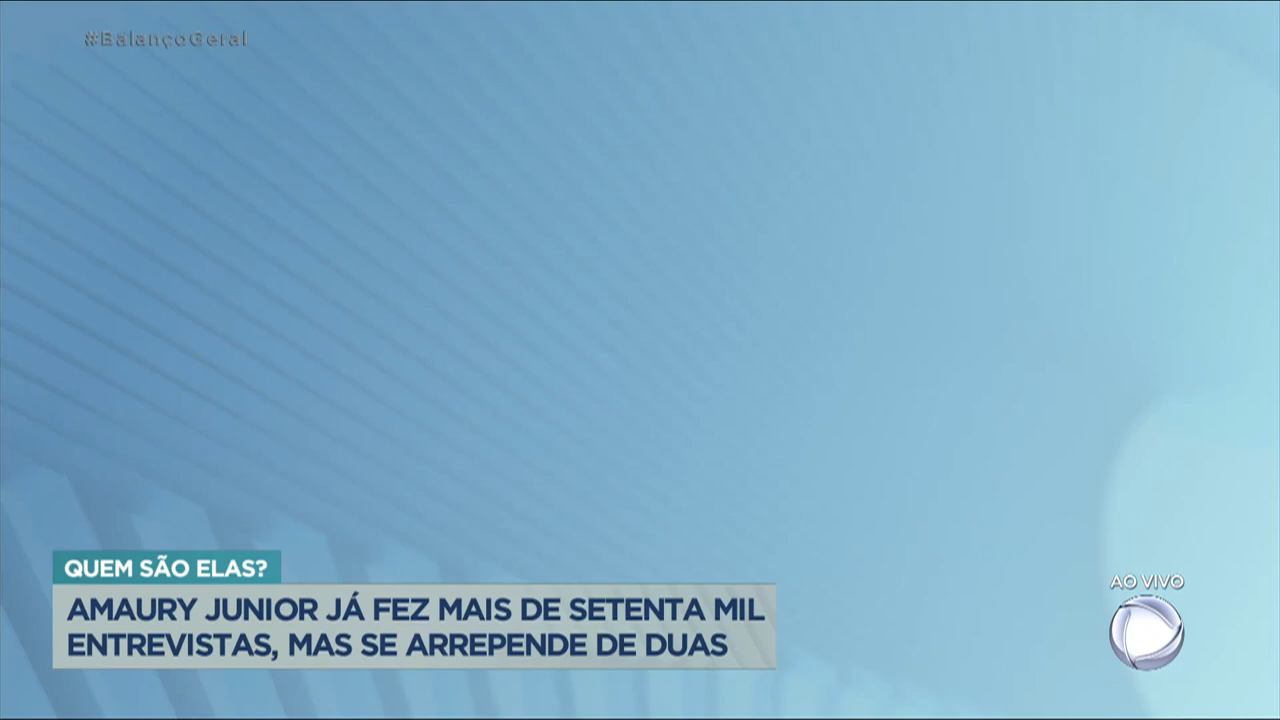 #BalançoGeral
QUEM SÃO ELAS?
AMAURY JUNIOR JÁ FEZ MAIS DE SETENTA MIL
ENTREVISTAS, MAS SE ARREPENDE DE DUAS
AO VIVO